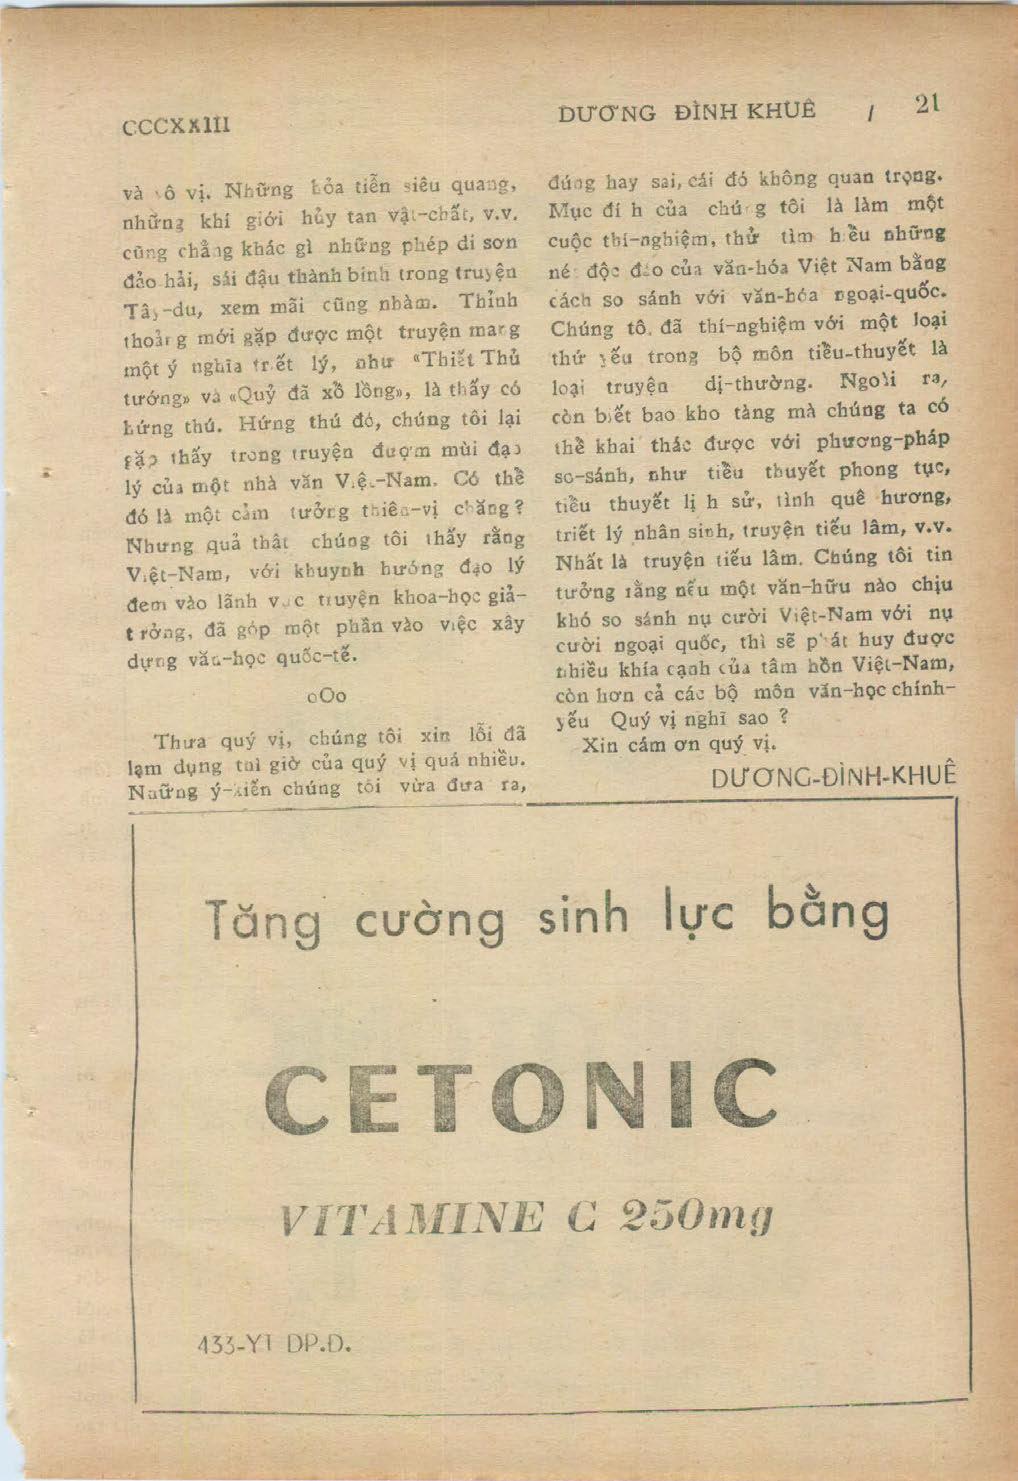 CCCXXIII
DƯƠNG ĐÌNH KHUÊ / 21
và vô vị. Những hỏa tiễn siêu quang,
những khí giới hủy tan vật-chất, v.v.
cũng chẳng khác gì những phép di sơn
đảo hải, sái đậu thành binh trong truyện
Tây-du, xem mãi cũng nhàm. Thỉnh
thoảng mới gặp được một truyện mang
một ý nghĩa triết lý, như «Thiết Thủ
tướng» và «Quỷ đã xổ lồng», là thấy có
hứng thú. Hứng thú đó, chúng tôi lại
gặp thấy trong truyện đượm mùi đạo
lý của một nhà văn Việt-Nam. Có thể
đó là một cảm tưởng thiên-vị chăng ?
Nhưng quả thật chúng tôi thấy rằng
Việt-Nam, với khuynh hướng đạo lý
đem vào lãnh vực truyện khoa-học giả-
tưởng, đã góp một phần vào việc xây
dựng văn-học quốc-tế.
oOo
Thưa quý vị, chúng tôi xin lỗi đã
lạm dụng thì giờ của quý vị quá nhiều.
Những ý-kiến chúng tôi vừa đưa ra,
đúng hay sai, cái đó không quan trọng.
Mục đích của chúng tôi là làm một
cuộc thí-nghiệm, thử tìm hiểu những
nét độc đáo của văn-hóa Việt Nam bằng
cách so sánh với văn-hóa ngoại-quốc.
Chúng tôi đã thí-nghiệm với một loại
thứ yếu trong bộ môn tiểu-thuyết là
loại truyện dị-thường. Ngoài ra,
còn biết bao kho tàng mà chúng ta có
thể khai thác được với phương-pháp
so-sánh, như tiểu thuyết phong tục,
tiểu thuyết lịch sử, tình quê hương,
triết lý nhân sinh, truyện tiếu lâm, v.v.
Nhất là truyện tiếu lâm. Chúng tôi tin
tưởng rằng nếu một văn-hữu nào chịu
khó so sánh nụ cười Việt-Nam với nụ
cười ngoại quốc, thì sẽ phát huy được
nhiều khía cạnh của tâm hồn Việt-Nam,
còn hơn cả các bộ môn văn-học chính-
yếu Quý vị nghĩ sao ?
Xin cám ơn quý vị.
DƯƠNG-ĐÌNH-KHUÊ
Tăng cường sinh lực bằng
CETONIC
VITAMINE C 250mg
433-YT DP.Đ.